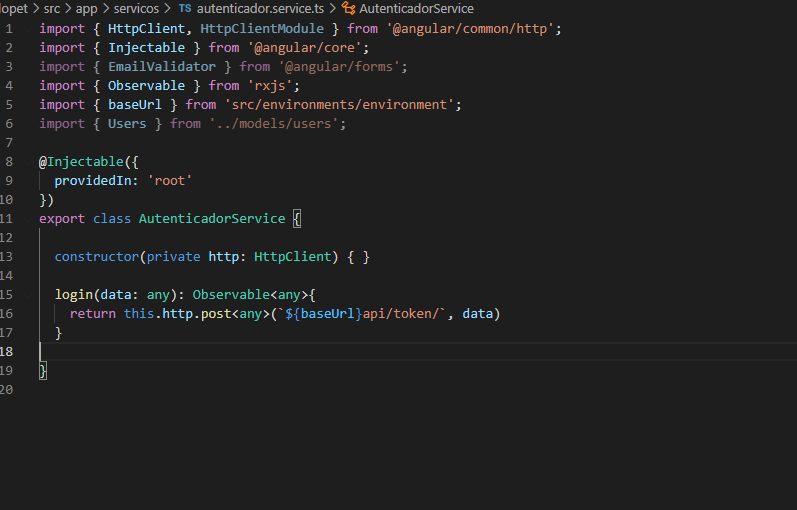 lopet > src > app > servicos > TS autenticador.service.ts > AutenticadorService
1 import { HttpClient, HttpClientModule } from '@angular/common/http';
2 import { Injectable } from '@angular/core';
3 import { EmailValidator } from '@angular/forms';
4 import { Observable } from 'rxjs';
5 import { baseUrl } from 'src/environments/environment';
6 import { Users } from '../models/users';
7
8 @Injectable({
9   providedIn: 'root'
10 })
11 export class AutenticadorService {
12
13   constructor(private http: HttpClient) { }
14
15   login(data: any): Observable<any>{
16     return this.http.post<any>(`${baseUrl}api/token/`, data)
17   }
18
19 }
20